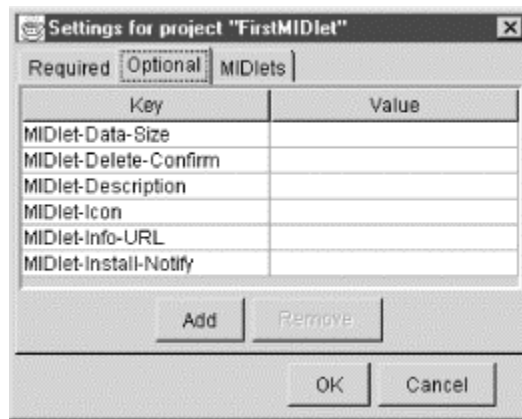 Settings for project "FirstMIDlet"
Required Optional MIDlets
Key Value
MIDlet-Data-Size
MIDlet-Delete-Confirm
MIDlet-Description
MIDlet-Icon
MIDlet-Info-URL
MIDlet-Install-Notify
Add Remove
OK Cancel